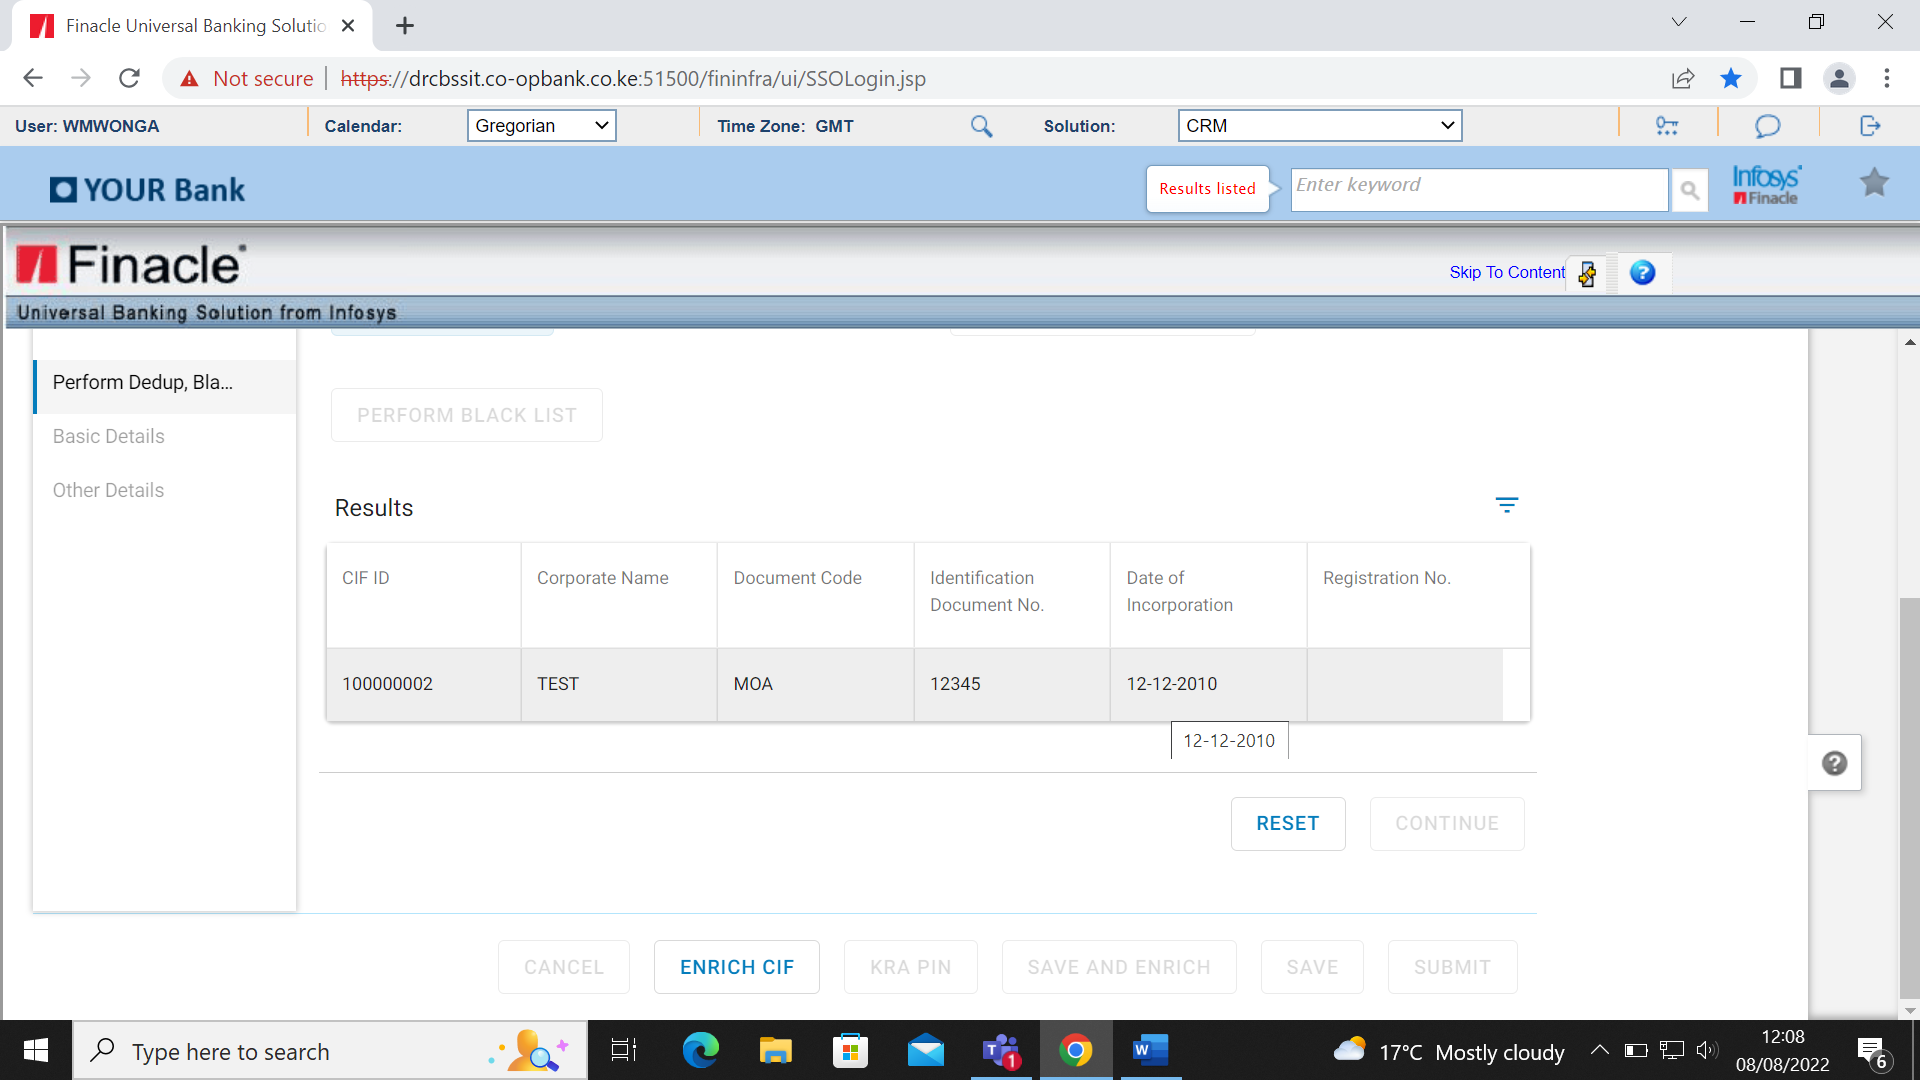 Finacle Universal Banking Solutio
Not secure https://drcbssit.co-opbank.co.ke:51500/fininfra/ui/SSOLogin.jsp
User: WMWONGA Calendar: Gregorian Time Zone: GMT Solution: CRM
YOUR Bank Results listed Enter keyword Infosys
Finacle
Finacle
Skip To Content
Universal Banking Solution from Infosys
Perform Dedup, Bla...
Basic Details
Other Details
PERFORM BLACK LIST
Results
CIF ID Corporate Name Document Code Identification Document No. Date of Incorporation Registration No.
100000002 TEST MOA 12345 12-12-2010
12-12-2010
RESET CONTINUE
CANCEL ENRICH CIF KRA PIN SAVE AND ENRICH SAVE SUBMIT
Type here to search 1 17°C Mostly cloudy 12:08
08/08/2022 6